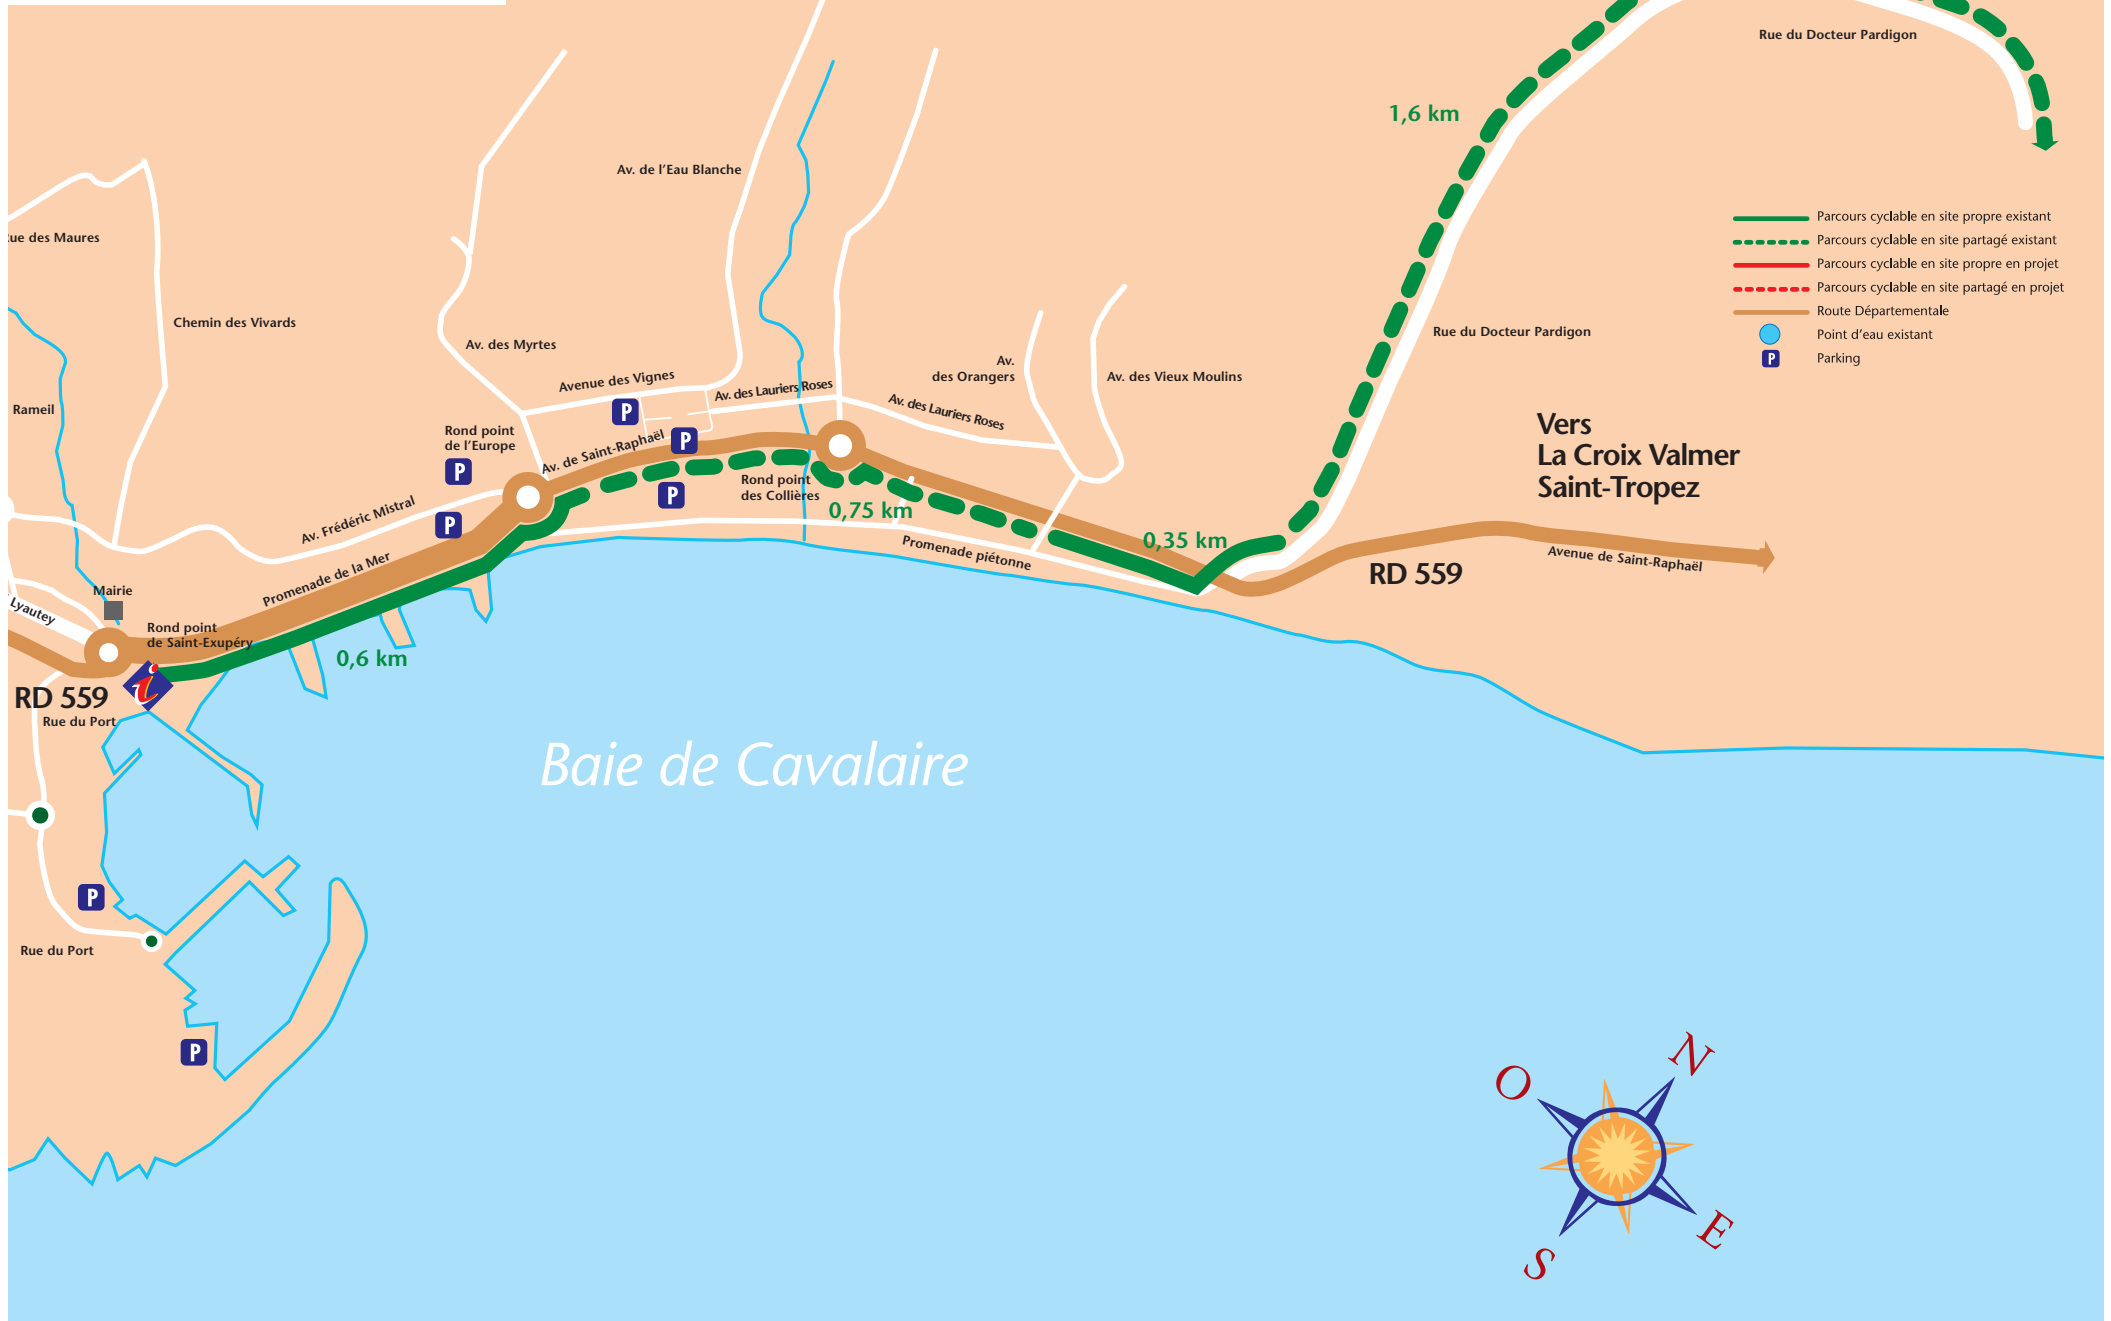 Rue du Docteur Pardigon
1,6 km
Av. de l'Eau Blanche
Parcours cyclable en site propre existant
Parcours cyclable en site partagé existant
Parcours cyclable en site propre en projet
Parcours cyclable en site partagé en projet
Route Départementale
Point d'eau existant
P Parking
ue des Maures
Chemin des Vivards
Rue du Docteur Pardigon
Av. des Myrtes
Av.
des Orangers
Av. des Vieux Moulins
Avenue des Vignes
Av. des Lauriers Roses
Av. des Lauriers Roses
Rameil
P
Rond point
de l'Europe
Av. de Saint-Raphaël
P
P
P
Rond point
des Collières
Vers
La Croix Valmer
Saint-Tropez
0,75 km
Av. Frédéric Mistral
P
Promenade piétonne
0,35 km
RD 559
Avenue de Saint-Raphaël
Promenade de la Mer
Mairie
Lyautey
Rond point
de Saint-Exupéry
0,6 km
i
RD 559
Rue du Port
Baie de Cavalaire
P
Rue du Port
P
N
O
E
S